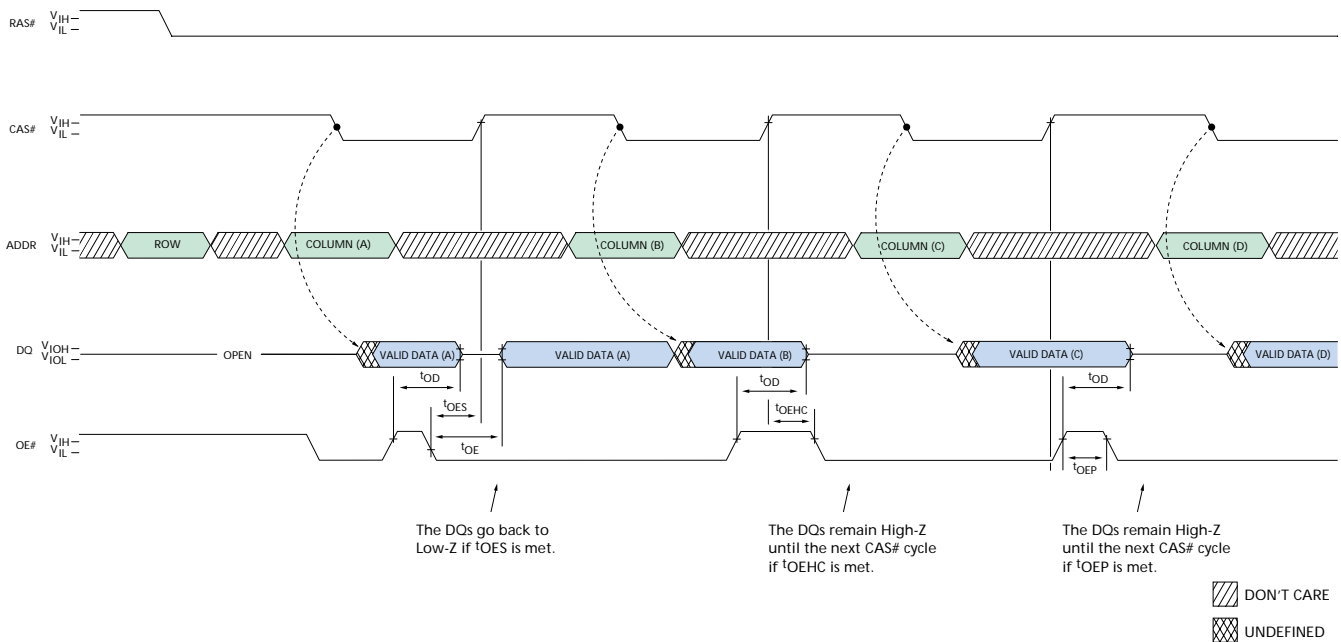 RAS# VIH VIL
CAS# VIH VIL
ADDR VIH VIL ROW COLUMN (A) COLUMN (B) COLUMN (C) COLUMN (D)
DQ VIOH VIOL OPEN VALID DATA (A) VALID DATA (A) VALID DATA (B) VALID DATA (C) VALID DATA (D)
tOD tOD tOD
tOES tOEHC
OE# VIH VIL tOE tOEP
The DQs go back to
Low-Z if tOES is met.
The DQs remain High-Z
until the next CAS# cycle
if tOEHC is met.
The DQs remain High-Z
until the next CAS# cycle
if tOEP is met.
DON'T CARE
UNDEFINED